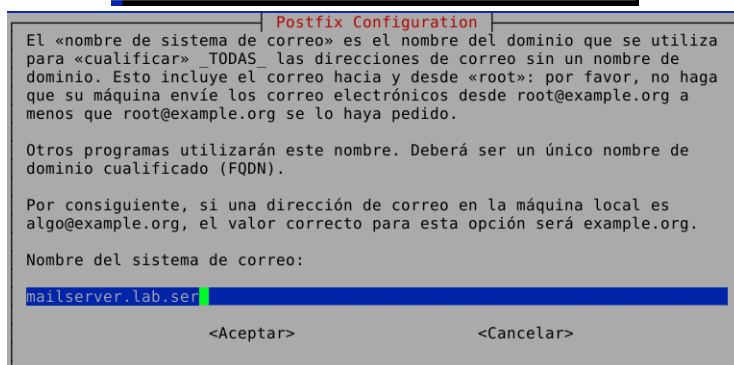 Postfix Configuration
El «nombre de sistema de correo» es el nombre del dominio que se utiliza
para «cualificar» _TODAS_ las direcciones de correo sin un nombre de
dominio. Esto incluye el correo hacia y desde «root»: por favor, no haga
que su máquina envíe los correo electrónicos desde root@example.org a
menos que root@example.org se lo haya pedido.
Otros programas utilizarán este nombre. Deberá ser un único nombre de
dominio cualificado (FQDN).
Por consiguiente, si una dirección de correo en la máquina local es
algo@example.org, el valor correcto para esta opción será example.org.
Nombre del sistema de correo:
mailserver.lab.ser
<Aceptar> <Cancelar>